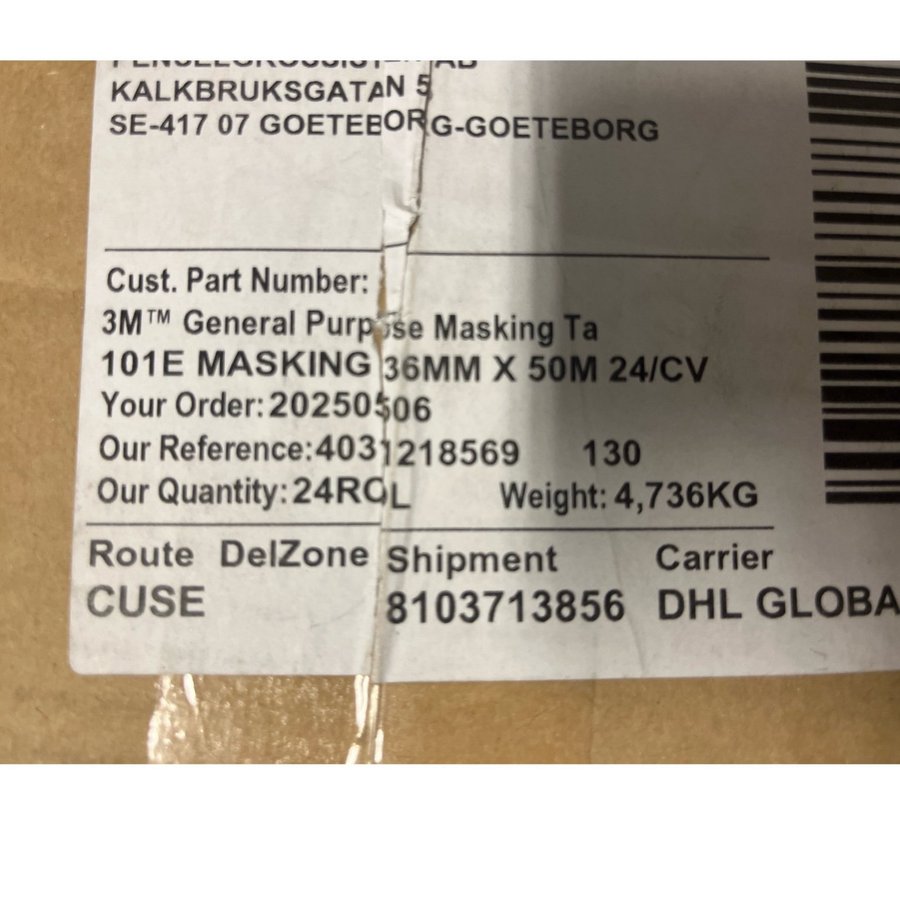 KALKBRUKSGATAN 5
SE-417 07 GOETEBORG-GOETEBORG
Cust. Part Number:
3M™ General Purpose Masking Ta
101E MASKING 36MM X 50M 24/CV
Your Order: 20250506
Our Reference: 4031218569 130
Our Quantity: 24ROL Weight: 4,736KG
Route DelZone Shipment Carrier
CUSE 8103713856 DHL GLOBA